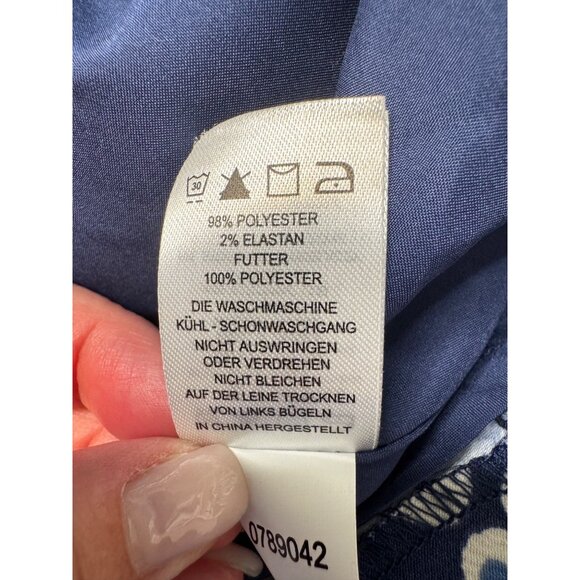 30
98% POLYESTER
2% ELASTAN
FUTTER
100% POLYESTER
DIE WASCHMASCHINE
KÜHL - SCHONWASCHGANG
NICHT AUSWRINGEN
ODER VERDREHEN
NICHT BLEICHEN
AUF DER LEINE TROCKNEN
VON LINKS BÜGELN
IN CHINA HERGESTELLT
0789042